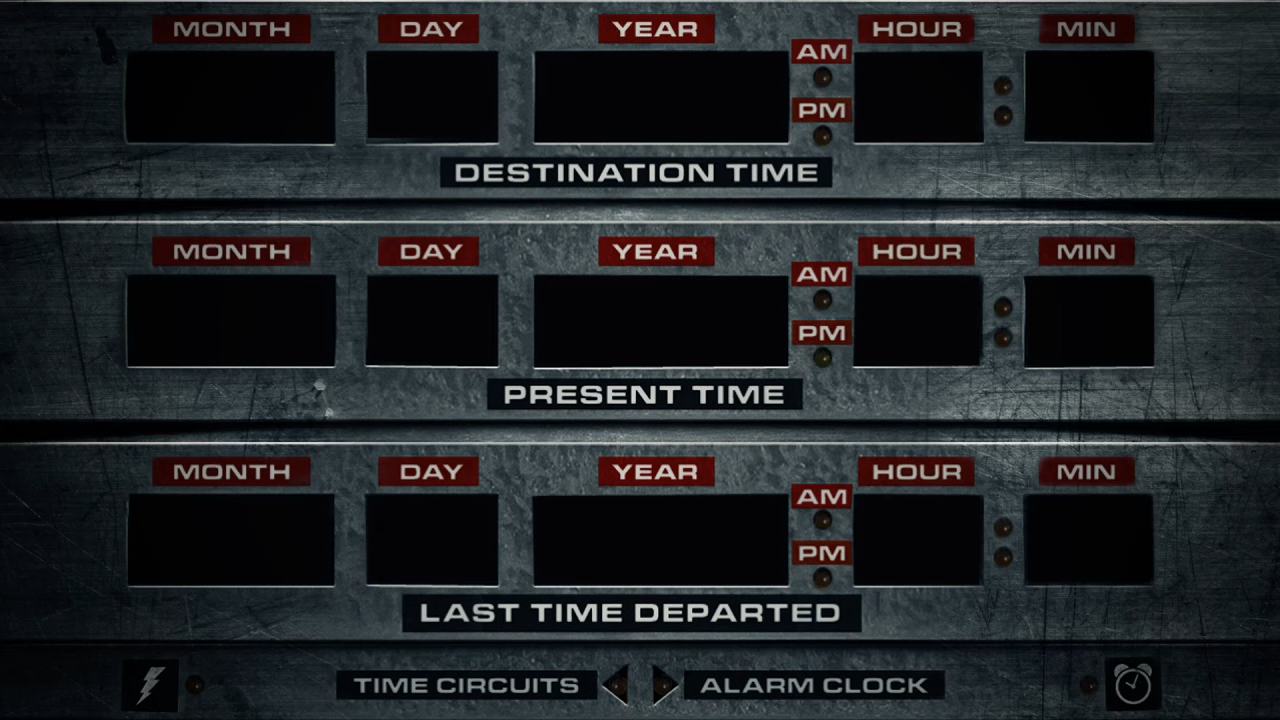 MONTH DAY YEAR HOUR MIN
AM
PM
DESTINATION TIME
MONTH DAY YEAR HOUR MIN
AM
PM
PRESENT TIME
MONTH DAY YEAR HOUR MIN
AM
PM
LAST TIME DEPARTED
TIME CIRCUITS ALARM CLOCK